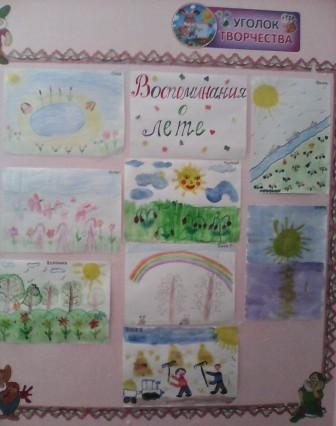 УГОЛОК
ТВОРЧЕСТВА
Воспоминания
о
лете